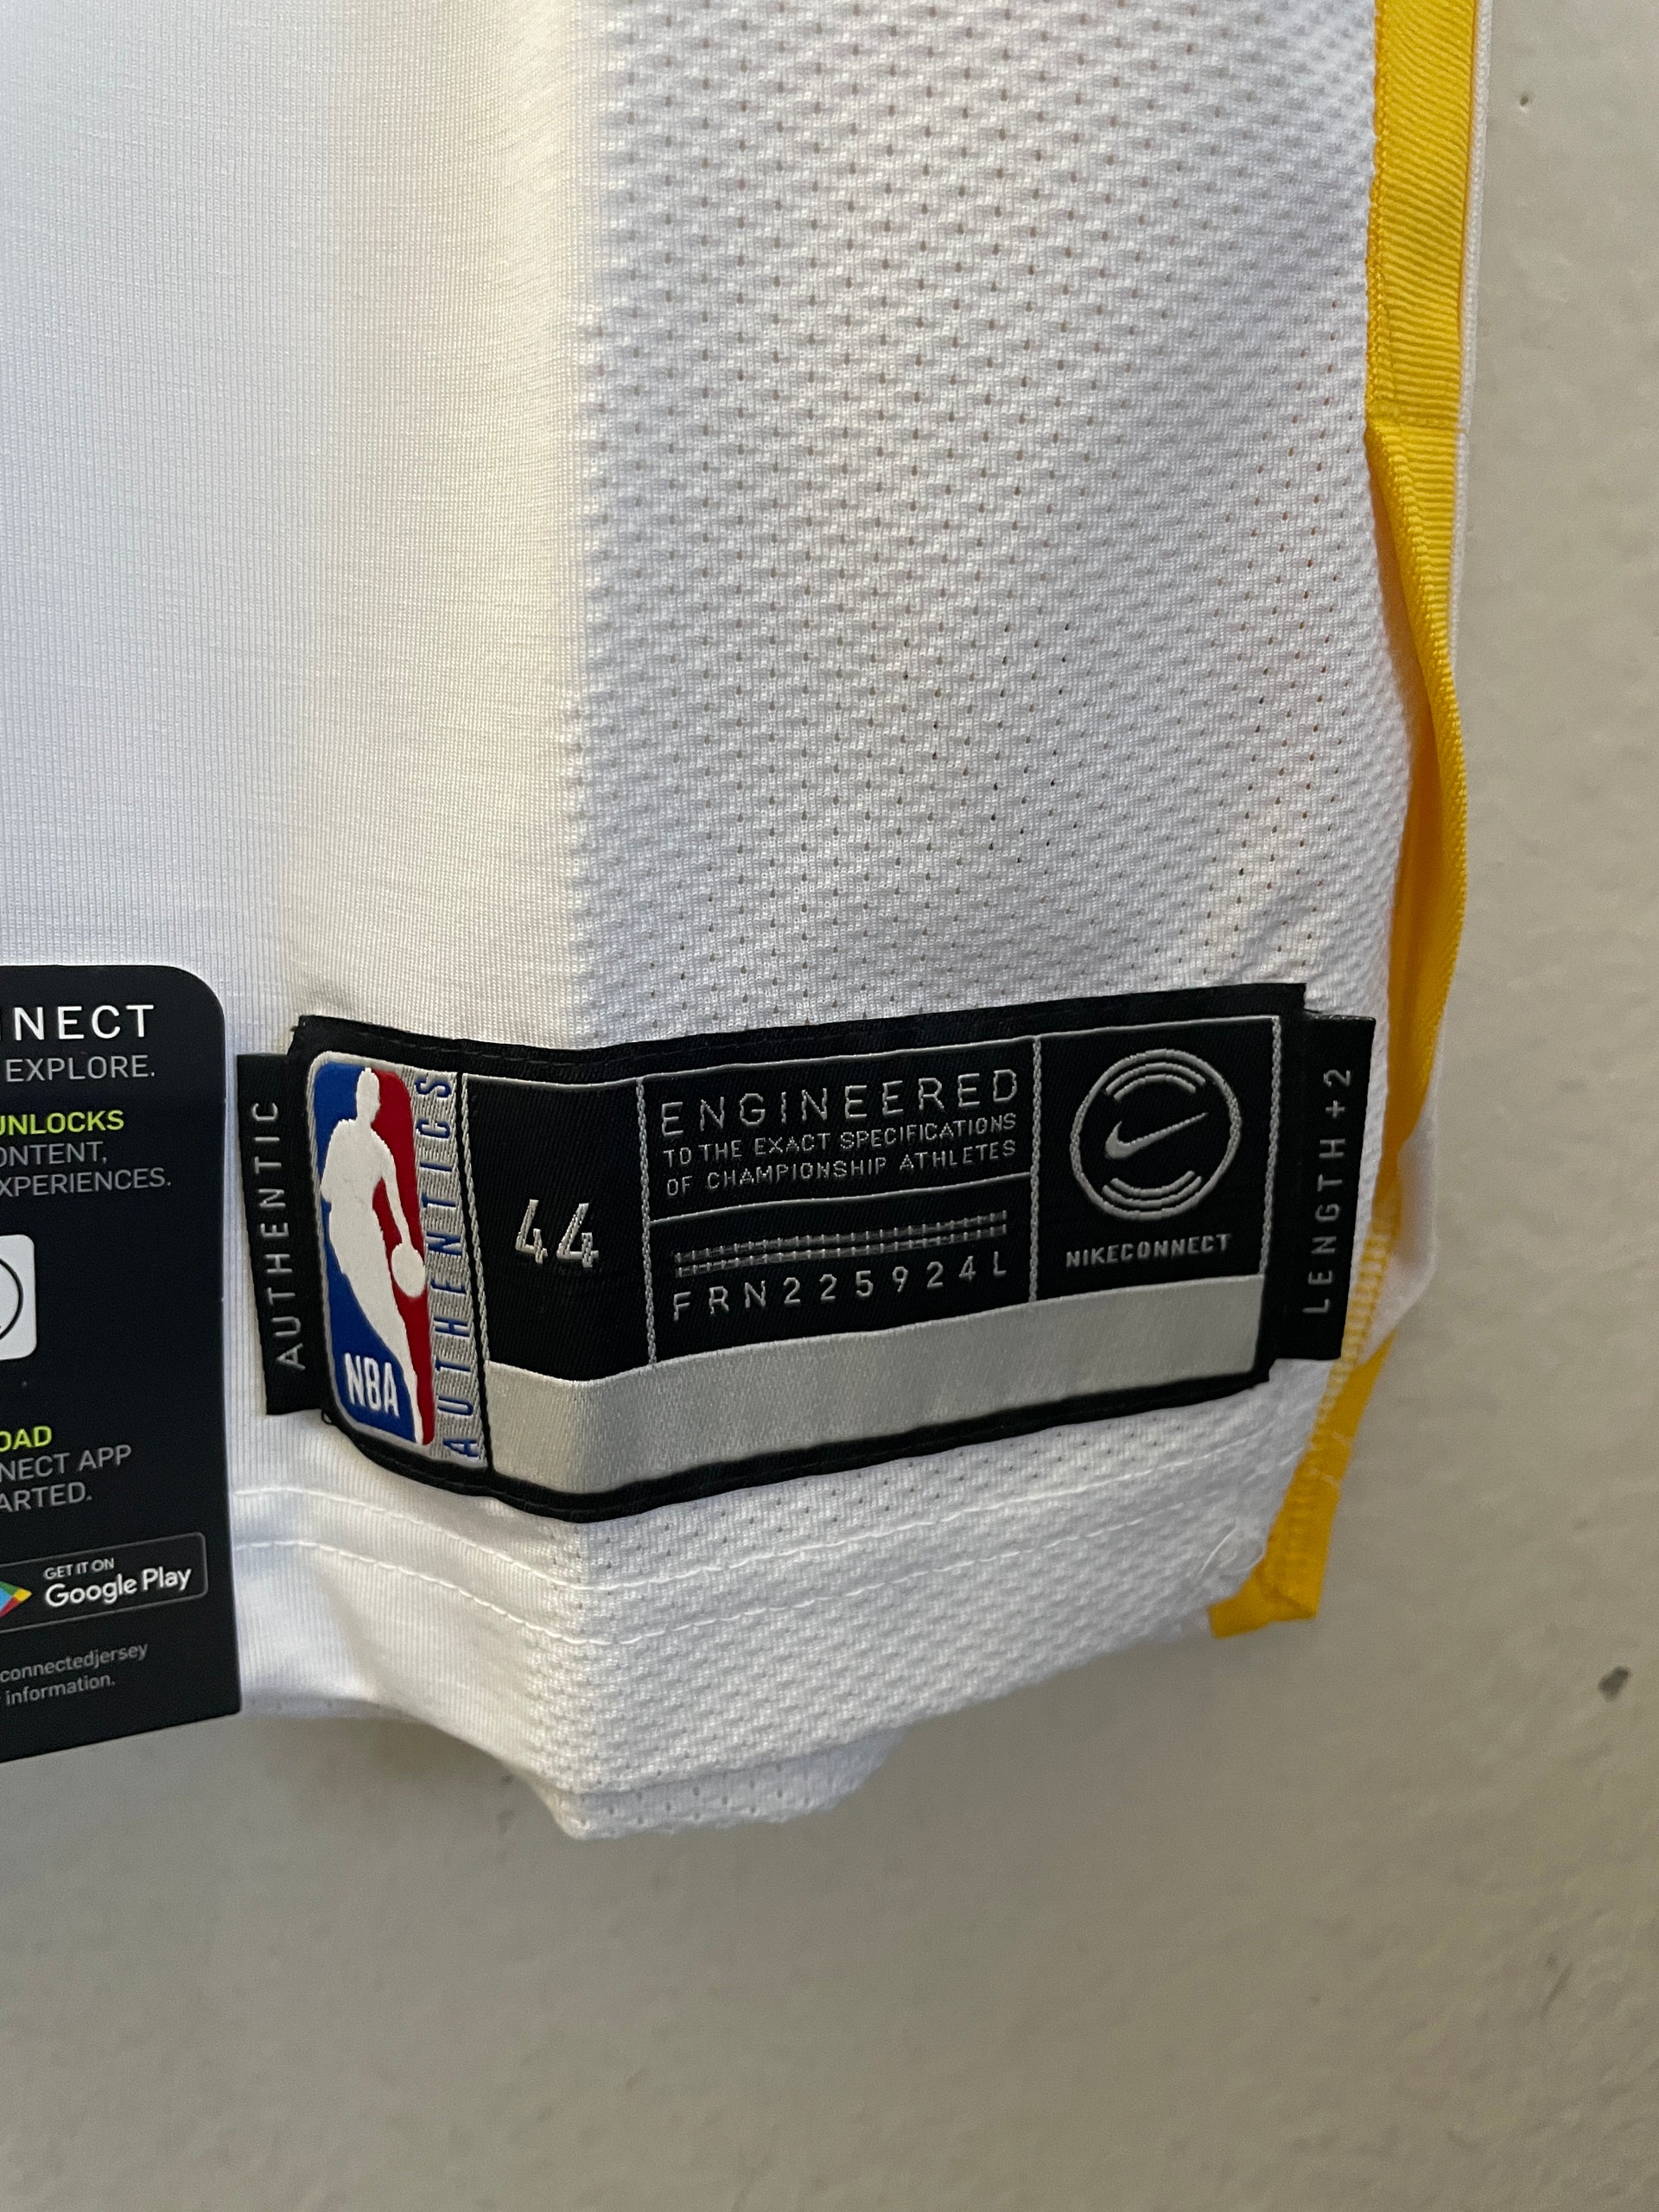 NNECT
EXPLORE.
UNLOCKS
ONTENT,
XPERIENCES.
OAD
NECT APP
ARTED.
GET IT ON
Google Play
connectedjersey
information.
AUTHENTIC
NBA
AUTHENTICS
44
ENGINEERED
TO THE EXACT SPECIFICATIONS
OF CHAMPIONSHIP ATHLETES
FRN225924L
NIKECONNECT
LENGTH+2